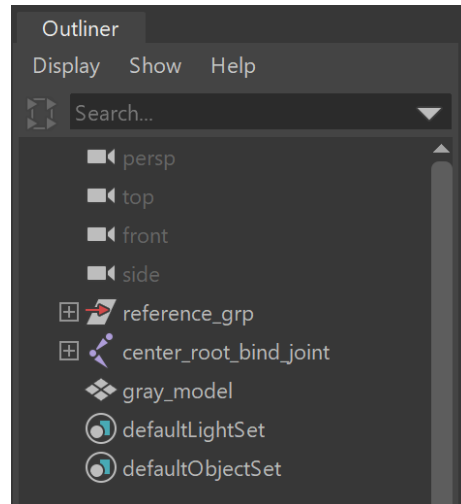 Outliner
Display Show Help
Search...
persp
top
front
side
reference_grp
center_root_bind_joint
gray_model
defaultLightSet
defaultObjectSet